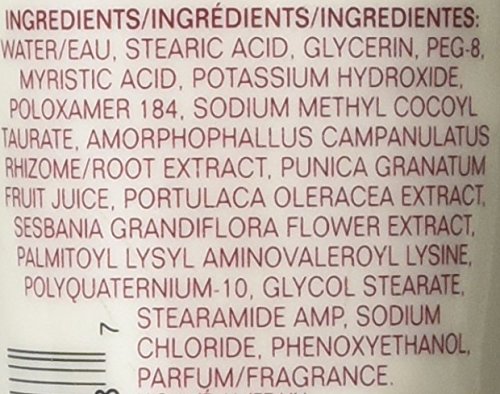 INGREDIENTS/INGRÉDIENTS/INGREDIENTES:
WATER/EAU, STEARIC ACID, GLYCERIN, PEG-8,
MYRISTIC ACID, POTASSIUM HYDROXIDE,
POLOXAMER 184, SODIUM METHYL COCOYL
TAURATE, AMORPHOPHALLUS CAMPANULATUS
RHIZOME/ROOT EXTRACT, PUNICA GRANATUM
FRUIT JUICE, PORTULACA OLERACEA EXTRACT,
SESBANIA GRANDIFLORA FLOWER EXTRACT,
PALMITOYL LYSYL AMINOVALEROYL LYSINE,
POLYQUATERNIUM-10, GLYCOL STEARATE,
STEARAMIDE AMP, SODIUM
CHLORIDE, PHENOXYETHANOL,
PARFUM/FRAGRANCE.
7
8